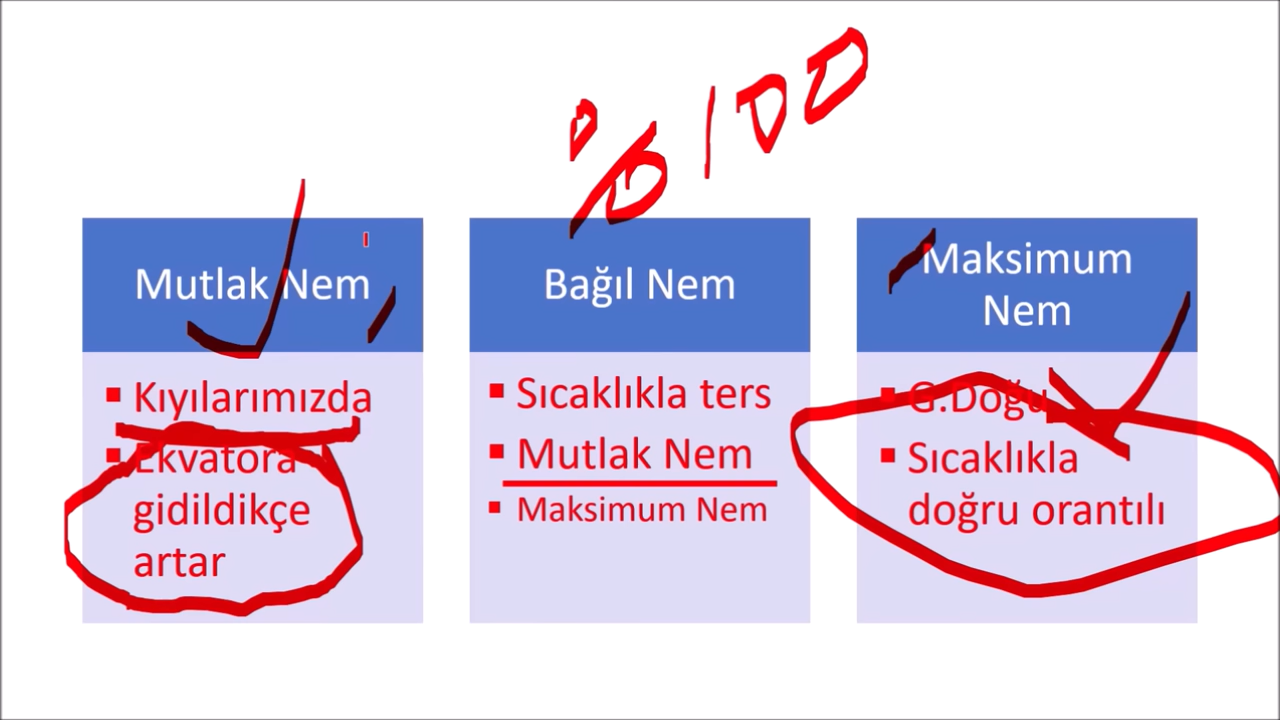 %100
Mutlak Nem
Kıyılarımızda
Ekvatora
gidildikçe
artar
Bağıl Nem
Sıcaklıkla ters
Mutlak Nem
Maksimum Nem
Maksimum
Nem
G.Doğu
Sıcaklıkla
doğru orantılı